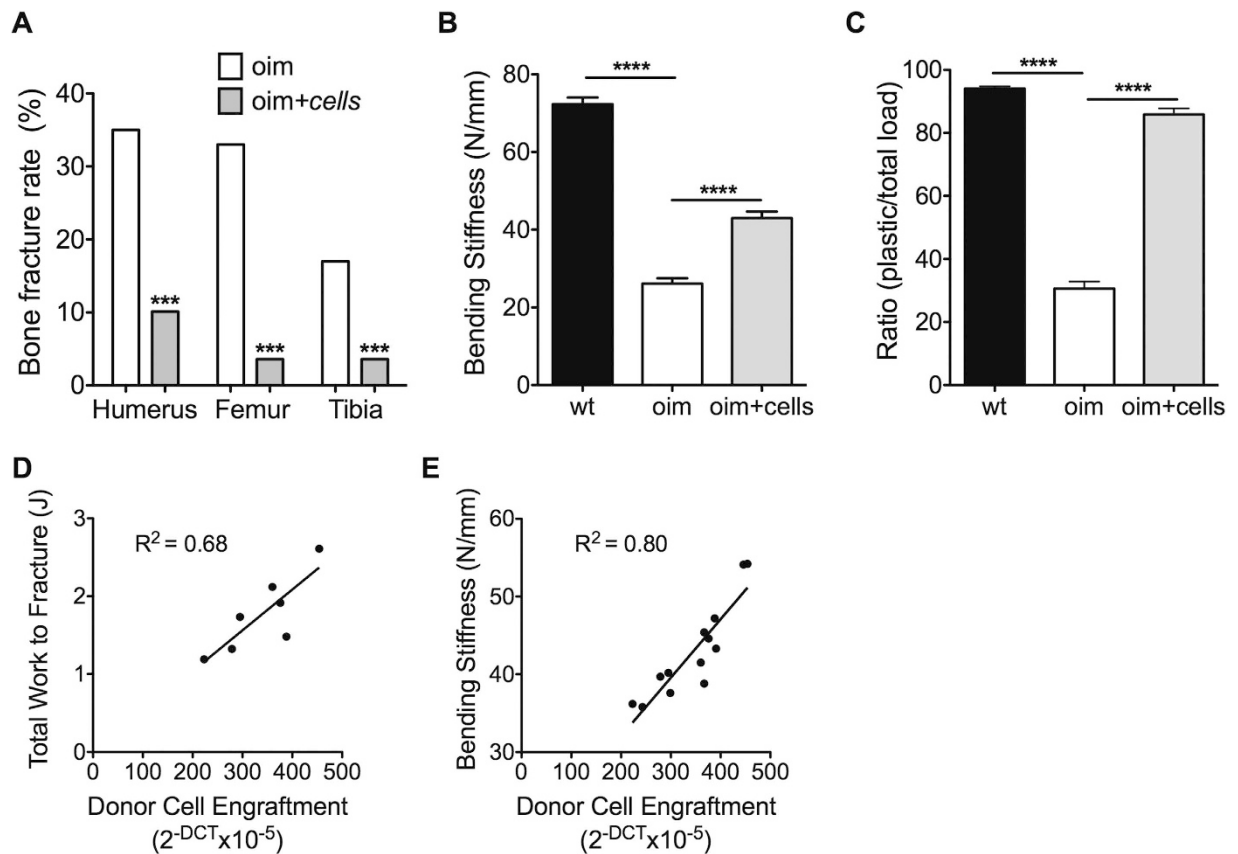 A
oim
oim+cells
Bone fracture rate (%)
40
30
20
10
0
***
***
***
Humerus Femur Tibia
B
Bending Stiffness (N/mm)
80
60
40
20
0
****
****
wt oim oim+cells
C
Ratio (plastic/total load)
100
80
60
40
20
0
****
****
wt oim oim+cells
D
Total Work to Fracture (J)
3
2
1
0
R² = 0.68
0 100 200 300 400 500
Donor Cell Engraftment
(2⁻ᴰᶜᵀx10⁻⁵)
E
Bending Stiffness (N/mm)
60
50
40
30
R² = 0.80
0 100 200 300 400 500
Donor Cell Engraftment
(2⁻ᴰᶜᵀx10⁻⁵)